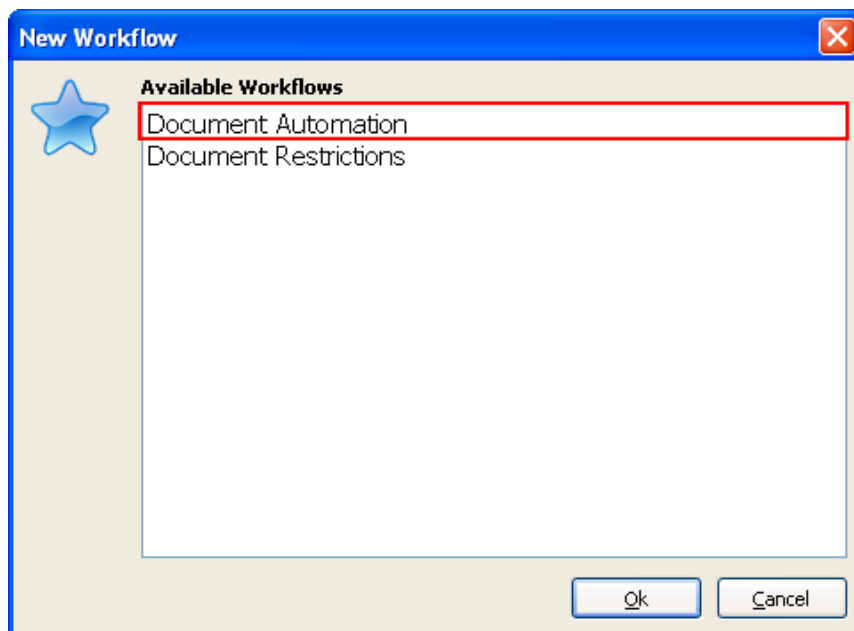 New Workflow
Available Workflows
Document Automation
Document Restrictions
Ok
Cancel